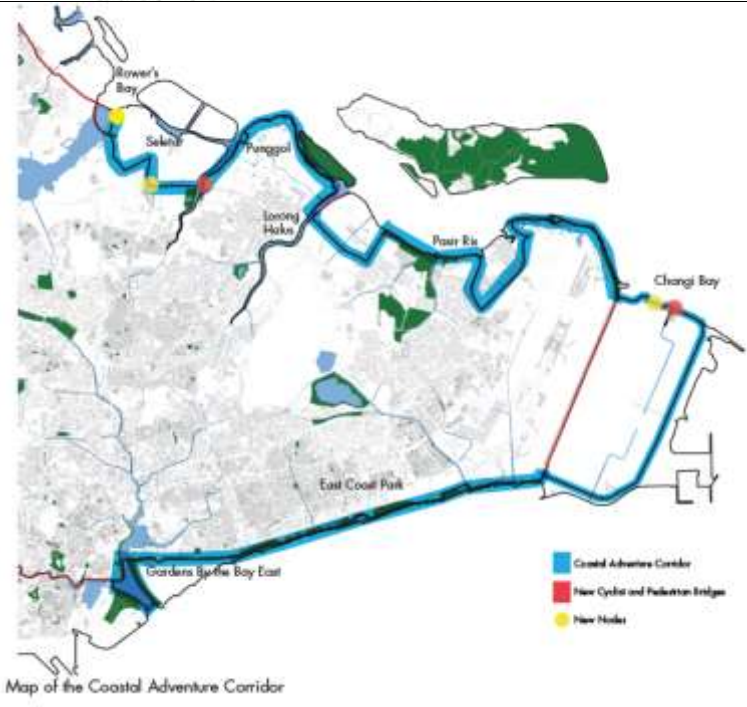 Rower's
Bay
Seletar
Punggol
Lorong
Halus
Pasir Ris
Changi Bay
East Coast Park
Gardens By the Bay East
Coastal Adventure Corridor
New Cyclist and Pedestrian Bridges
New Nodes
Map of the Coastal Adventure Corridor